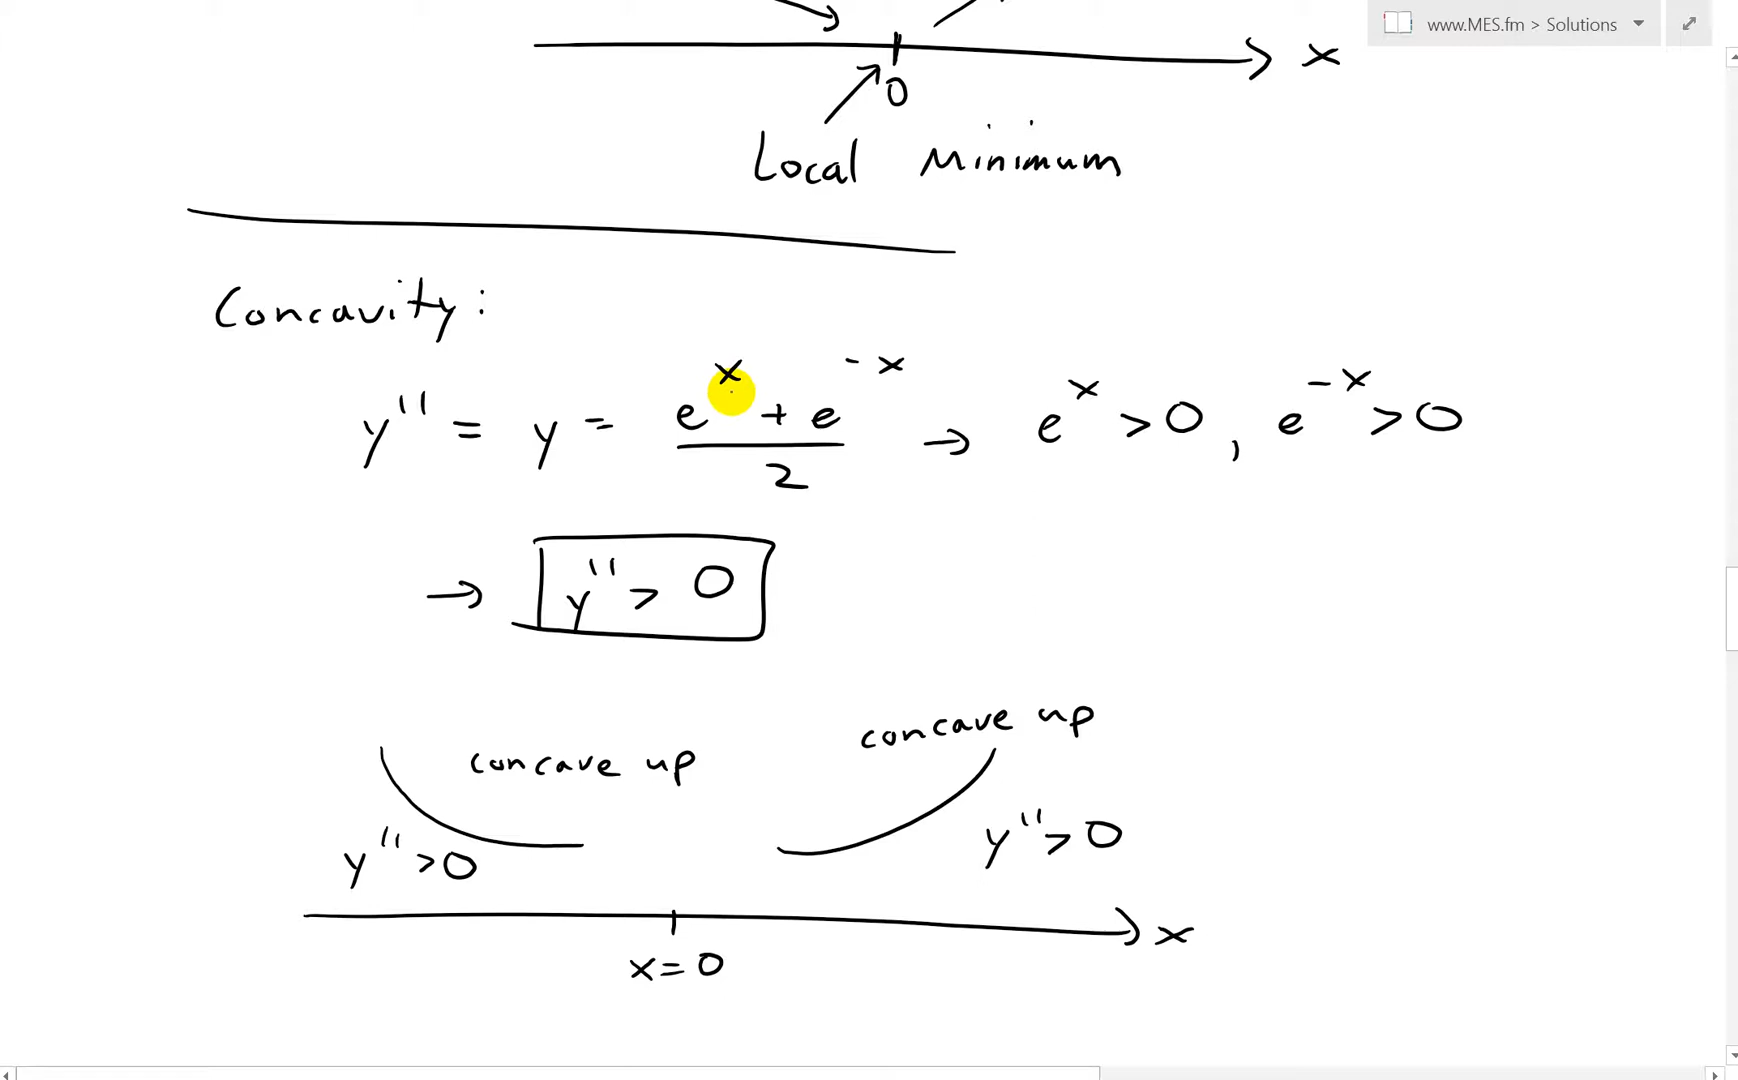 www.MES.fm > Solutions
x
0
Local Minimum
Concavity:
y'' = y = (e^x + e^-x)/2 → e^x > 0, e^-x > 0
→ y'' > 0
concave up concave up
y'' > 0 y'' > 0
x
x = 0